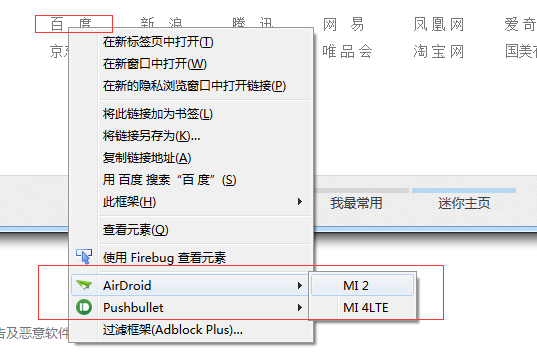 百 度 新 浪 腾 讯 网 易 凤 凰 网 爱 奇
京东 唯 品 会 淘 宝 网 国美在
在新标签页中打开(T)
在新窗口中打开(W)
在新的隐私浏览窗口中打开链接(P)
将此链接加为书签(L)
将链接另存为(K)...
复制链接地址(A)
用 百度 搜索“百 度”(S)
此框架(H)
我最常用 迷你主页
查看元素(Q)
使用 Firebug 查看元素
AirDroid MI 2
Pushbullet MI 4LTE
告及恶意软件 过滤框架(Adblock Plus)...